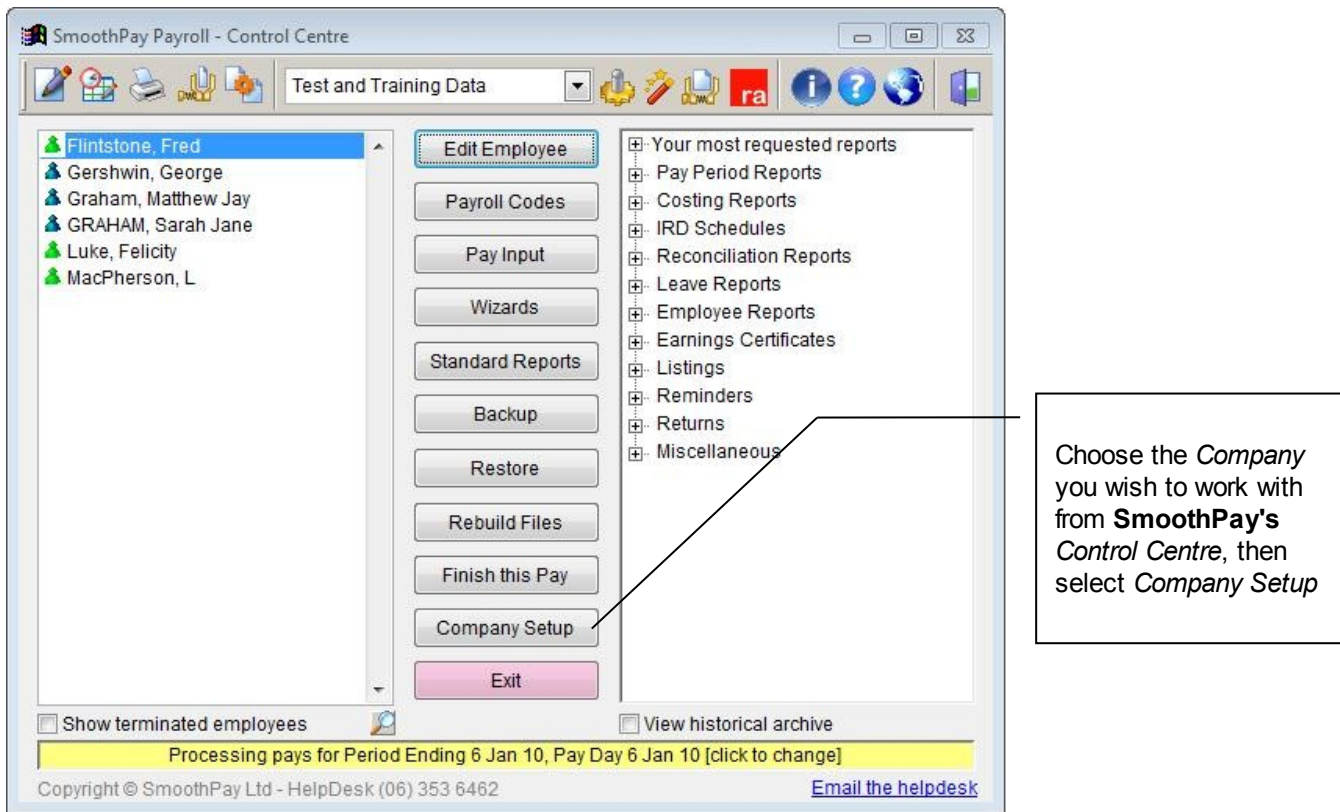 SmoothPay Payroll - Control Centre
Test and Training Data
ra
Flintstone, Fred
Gershwin, George
Graham, Matthew Jay
GRAHAM, Sarah Jane
Luke, Felicity
MacPherson, L
Edit Employee
Payroll Codes
Pay Input
Wizards
Standard Reports
Backup
Restore
Rebuild Files
Finish this Pay
Company Setup
Exit
Your most requested reports
Pay Period Reports
Costing Reports
IRD Schedules
Reconciliation Reports
Leave Reports
Employee Reports
Earnings Certificates
Listings
Reminders
Returns
Miscellaneous
Show terminated employees
View historical archive
Processing pays for Period Ending 6 Jan 10, Pay Day 6 Jan 10 [click to change]
Copyright © SmoothPay Ltd - HelpDesk (06) 353 6462
Email the helpdesk
Choose the Company
you wish to work with
from SmoothPay's
Control Centre, then
select Company Setup